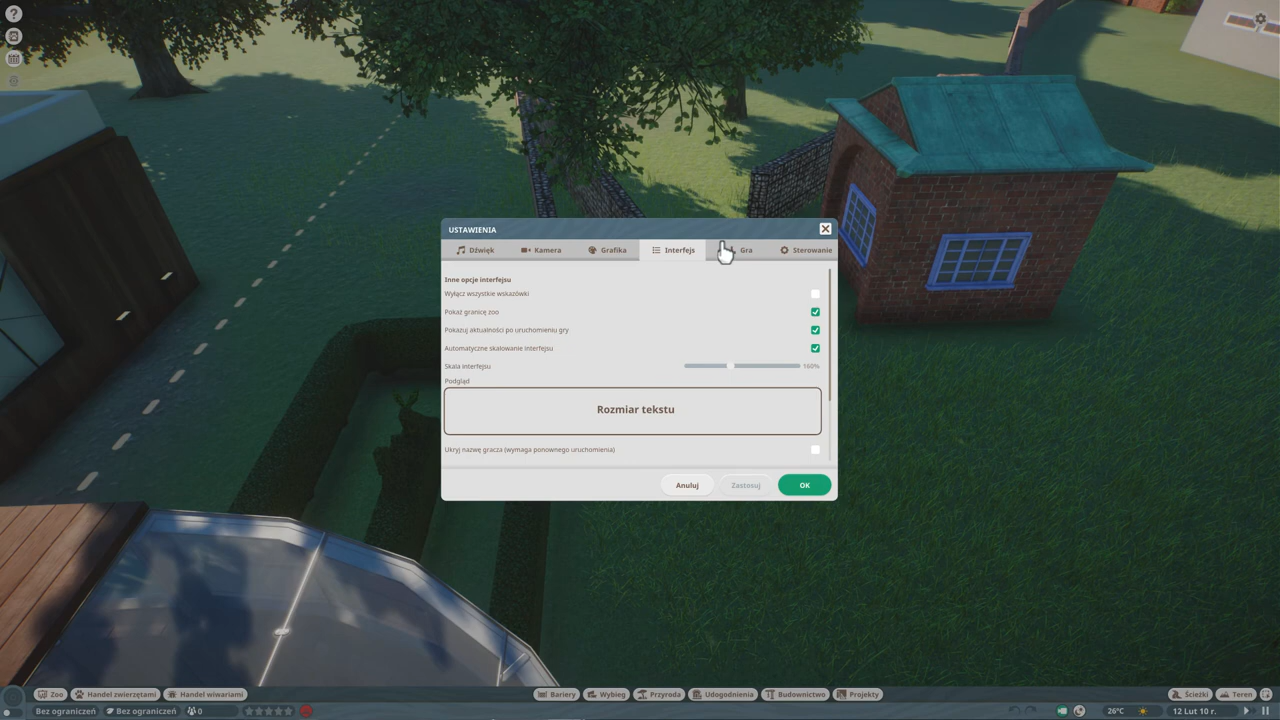 USTAWIENIA
Dźwięk Kamera Grafika Interfejs Gra Sterowanie
Inne opcje interfejsu
Wyłącz wszystkie wskazówki
Pokaż granicę zoo
Pokazuj aktualności po uruchomieniu gry
Automatyczne skalowanie interfejsu
Skala interfejsu 160%
Podgląd
Rozmiar tekstu
Ukryj nazwę gracza (wymaga ponownego uruchomienia)
Anuluj Zastosuj OK
Zoo Handel zwierzętami Handel wiwariami Bariery Wybieg Przyroda Udogodnienia Budownictwo Projekty Ścieżki Teren
Bez ograniczeń Bez ograniczeń 0 26°C 12 Lut 10 r.